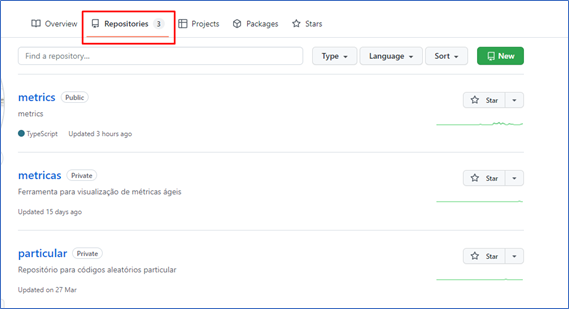 Overview Repositories 3 Projects Packages Stars
Find a repository... Type Language Sort New
metrics Public Star
metrics
TypeScript Updated 3 hours ago
metricas Private Star
Ferramenta para visualização de métricas ágeis
Updated 15 days ago
particular Private Star
Repositório para códigos aleatórios particular
Updated on 27 Mar